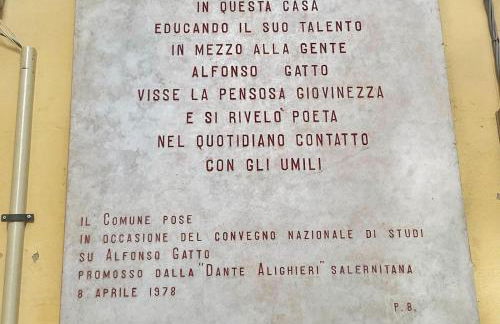 IN QUESTA CASA
EDUCANDO IL SUO TALENTO
IN MEZZO ALLA GENTE
ALFONSO GATTO
VISSE LA PENSOSA GIOVINEZZA
E SI RIVELO' POETA
NEL QUOTIDIANO CONTATTO
CON GLI UMILI
IL COMUNE POSE
IN OCCASIONE DEL CONVEGNO NAZIONALE DI STUDI
SU ALFONSO GATTO
PROMOSSO DALLA "DANTE ALIGHIERI" SALERNITANA
8 APRILE 1978
P. B.